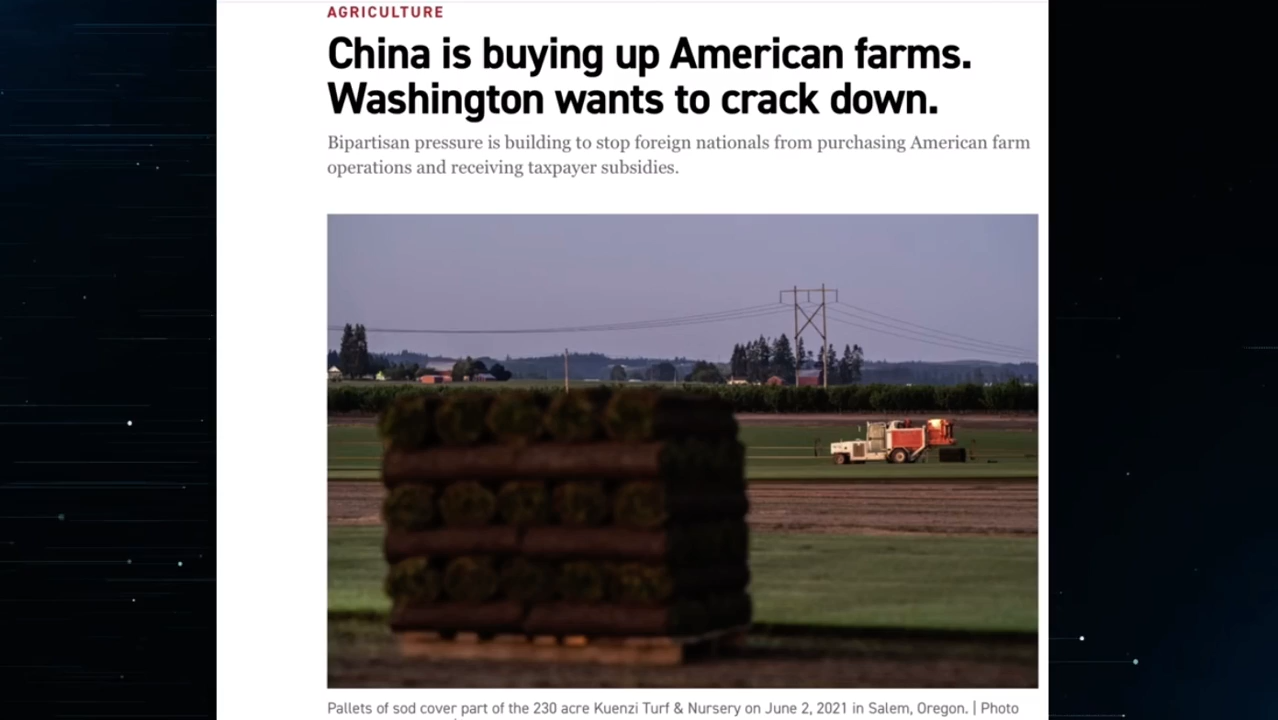 AGRICULTURE
China is buying up American farms.
Washington wants to crack down.
Bipartisan pressure is building to stop foreign nationals from purchasing American farm
operations and receiving taxpayer subsidies.
Pallets of sod cover part of the 230 acre Kuenzi Turf & Nursery on June 2, 2021 in Salem, Oregon. | Photo